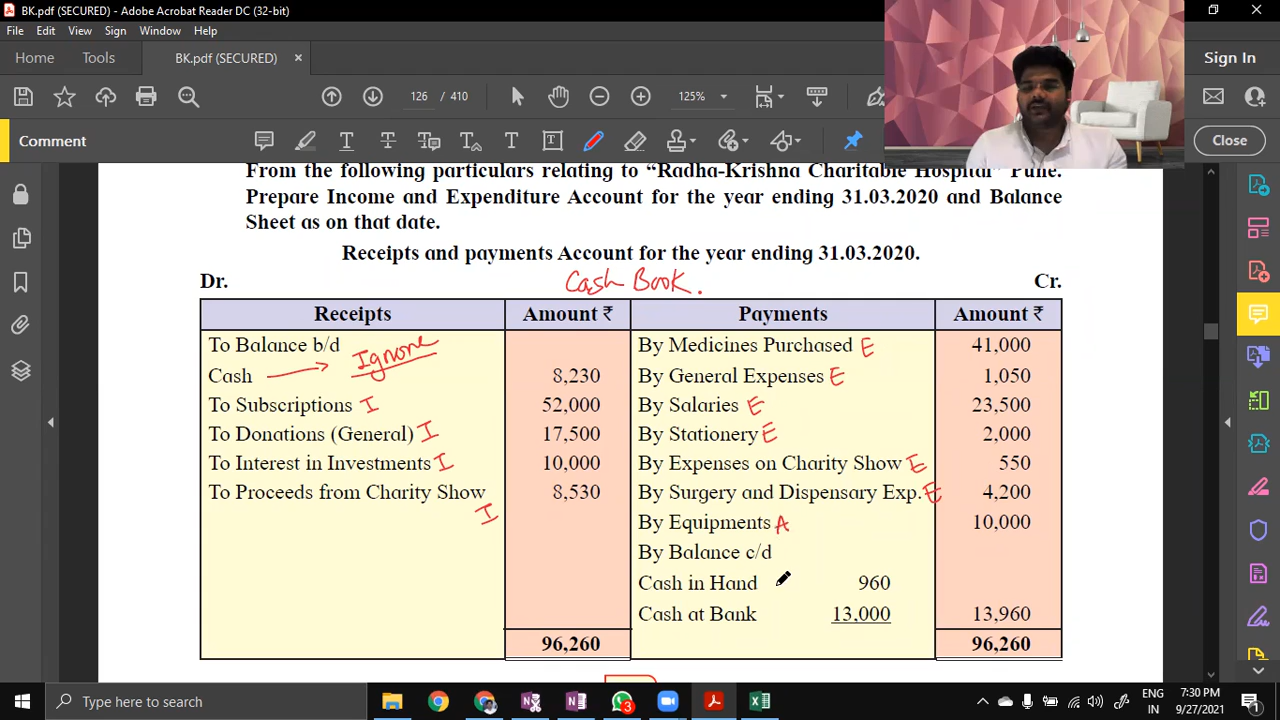 BK.pdf (SECURED) - Adobe Acrobat Reader DC (32-bit)
File Edit View Sign Window Help
Home Tools BK.pdf (SECURED) × Sign In
126 / 410 125%
Comment Close
From the following particulars relating to “Radha-Krishna Charitable Hospital” Pune.
Prepare Income and Expenditure Account for the year ending 31.03.2020 and Balance
Sheet as on that date.
Receipts and payments Account for the year ending 31.03.2020.
Dr. Cash Book. Cr.
Receipts Amount ₹ Payments Amount ₹
To Balance b/d Ignore By Medicines Purchased E 41,000
Cash 8,230 By General Expenses E 1,050
To Subscriptions I 52,000 By Salaries E 23,500
To Donations (General) I 17,500 By Stationery E 2,000
To Interest in Investments I 10,000 By Expenses on Charity Show E 550
To Proceeds from Charity Show I 8,530 By Surgery and Dispensary Exp. E 4,200
By Equipments A 10,000
By Balance c/d
Cash in Hand 960
Cash at Bank 13,000 13,960
96,260 96,260
Type here to search
3
ENG
IN
7:30 PM
9/27/2021
1